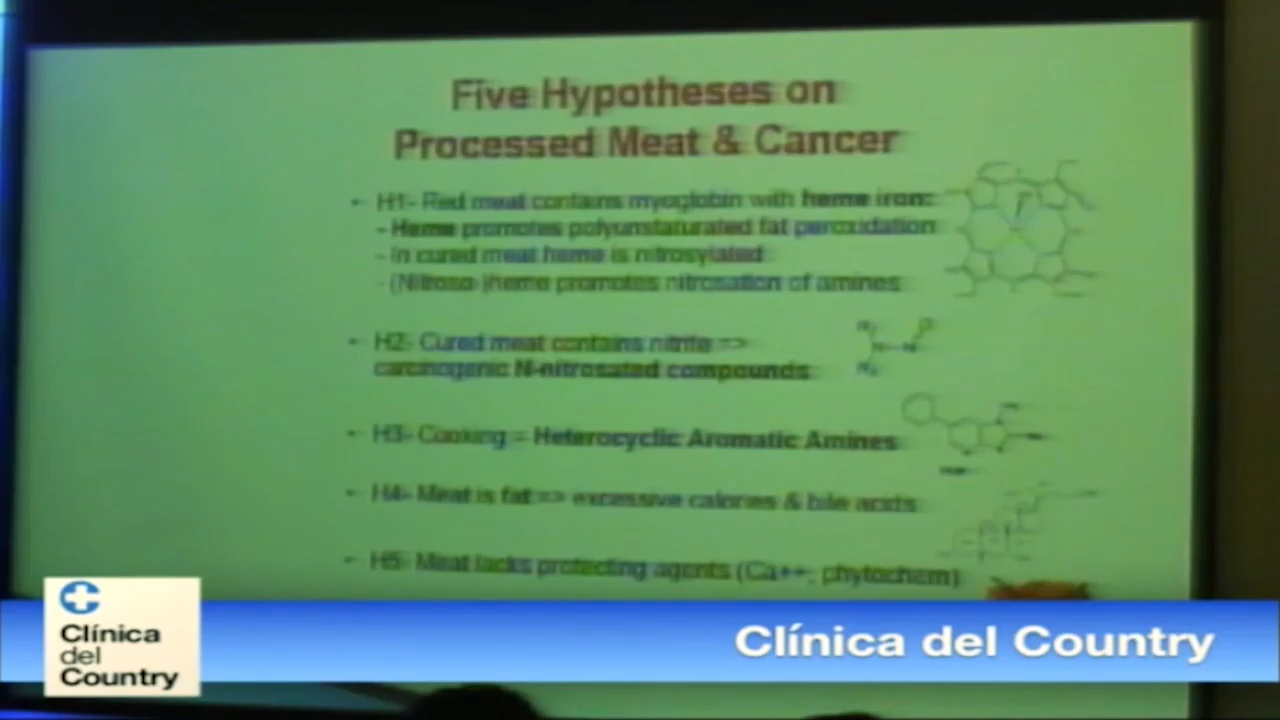 Five Hypotheses on
Processed Meat & Cancer
- H1- Red meat contains myoglobin with heme iron:
- Heme promotes polyunstaturated fat peroxidation
- in cured meat heme is nitrosylated
- (Nitroso-)heme promotes nitrosation of amines
- H2- Cured meat contains nitrite =>
carcinogenic N-nitrosated compounds
- H3- Cooking = Heterocyclic Aromatic Amines
- H4- Meat is fat => excessive calories & bile acids
- H5- Meat lacks protecting agents (Ca++, phytochem)
Clínica
del
Country
Clínica del Country